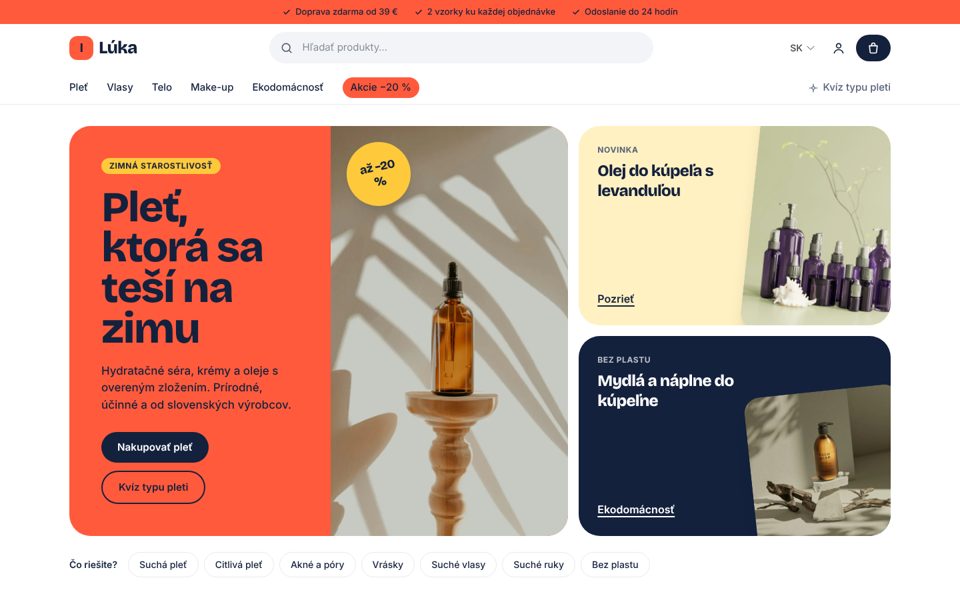 Doprava zdarma od 39 €
2 vzorky ku každej objednávke
Odoslanie do 24 hodín
l
Lúka
Hľadať produkty...
SK
Pleť
Vlasy
Telo
Make-up
Ekodomácnosť
Akcie −20 %
Kvíz typu pleti
ZIMNÁ STAROSTLIVOSŤ
Pleť,
ktorá sa
teší na
zimu
Hydratačné séra, krémy a oleje s
overeným zložením. Prírodné,
účinné a od slovenských výrobcov.
Nakupovať pleť
Kvíz typu pleti
až −20
%
NOVINKA
Olej do kúpeľa s
levanduľou
Pozrieť
BEZ PLASTU
Mydlá a náplne do
kúpeľne
Ekodomácnosť
Čo riešite?
Suchá pleť
Citlivá pleť
Akné a póry
Vrásky
Suché vlasy
Suché ruky
Bez plastu